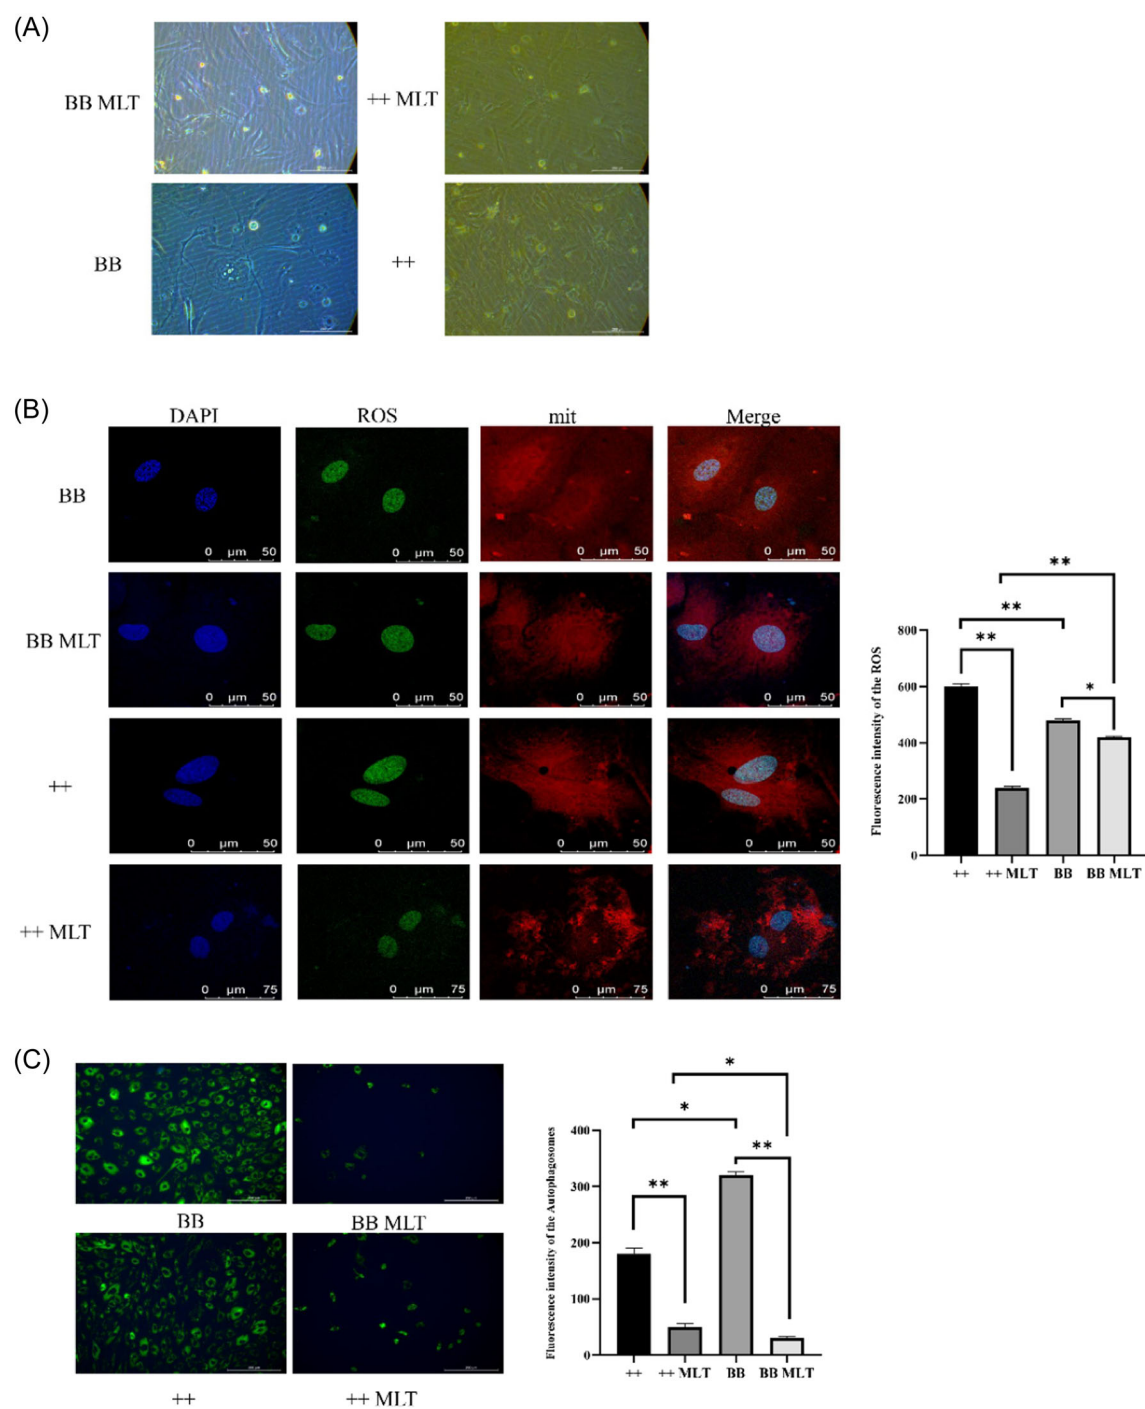 (A)
BB MLT
++ MLT
BB
++
(B)
DAPI ROS mit Merge
BB
0 µm 50
0 µm 50
0 µm 50
0 µm 50
BB MLT
0 µm 50
0 µm 50
0 µm 50
0 µm 50
++
0 µm 50
0 µm 50
0 µm 50
0 µm 50
++ MLT
0 µm 75
0 µm 75
0 µm 75
0 µm 75
Fluorescence intensity of the ROS
800
600
400
200
0
**
**
**
*
++ ++ MLT BB BB MLT
(C)
BB BB MLT
++ ++ MLT
Fluorescence intensity of the Autophagosomes
400
300
200
100
0
*
*
**
**
++ ++ MLT BB BB MLT